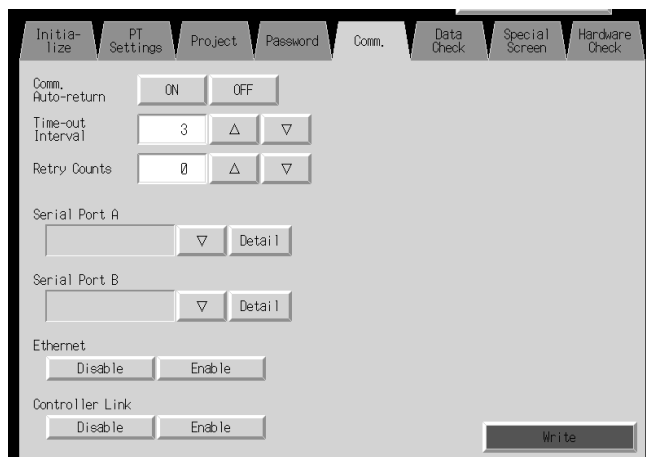 Initia-
lize
PT
Settings
Project
Password
Comm.
Data
Check
Special
Screen
Hardware
Check
Comm.
Auto-return
ON
OFF
Time-out
Interval
3
△
▽
Retry Counts
0
△
▽
Serial Port A
▽
Detail
Serial Port B
▽
Detail
Ethernet
Disable
Enable
Controller Link
Disable
Enable
Write